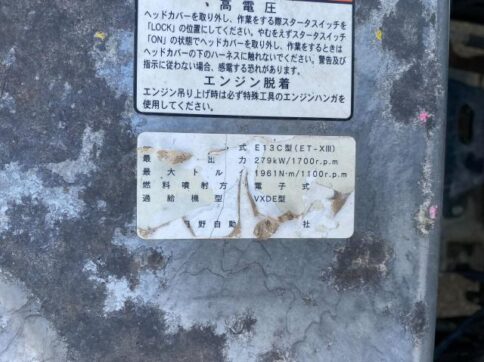 高電圧
ヘッドカバーを取り外し、作業をする際スタータスイッチを
「LOCK」の位置にしてください。やむをえずスタータスイッチ
「ON」の状態でヘッドカバーを取り外し、作業をするときは
ヘッドカバーの下のハーネスに触れないでください。警告及び
指示に従わない場合、感電する恐れがあります。
エンジン脱着
エンジン吊り上げ時は必ず特殊工具のエンジンハンガを
使用してください。
式 E13C型(ET-XIII)
最 出 力 279kW/1700r.p.m
最大トル 1961N·m/1100r.p.m
燃料噴射方 電子式
過給機型 VXDE型
野自動 社